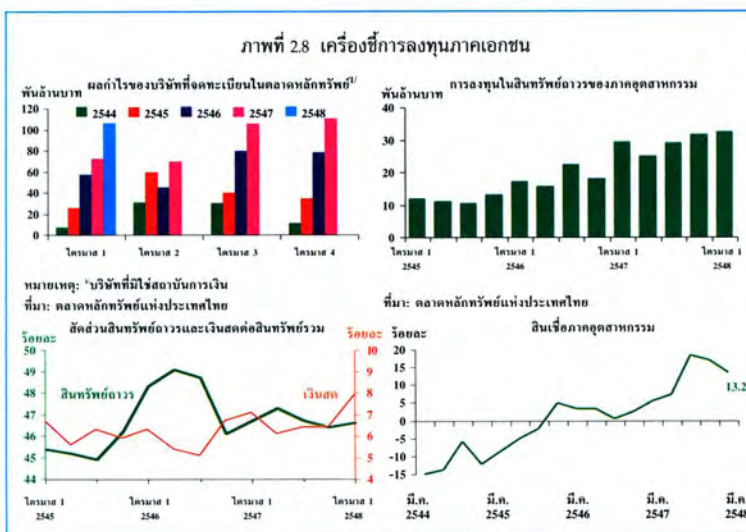 ภาพที่ 2.8 เครื่องชี้การลงทุนภาคเอกชน
ผลกำไรของบริษัทที่จดทะเบียนในตลาดหลักทรัพย์1/
พันล้านบาท
120
100
80
60
40
20
0
2544 2545 2546 2547 2548
ไตรมาส 1 ไตรมาส 2 ไตรมาส 3 ไตรมาส 4
หมายเหตุ: 1/บริษัทที่มิใช่สถาบันการเงิน
ที่มา: ตลาดหลักทรัพย์แห่งประเทศไทย
การลงทุนในสินทรัพย์ถาวรของภาคอุตสาหกรรม
พันล้านบาท
40
30
20
10
0
ไตรมาส 1 ไตรมาส 1 ไตรมาส 1 ไตรมาส 1
2545 2546 2547 2548
ที่มา: ตลาดหลักทรัพย์แห่งประเทศไทย
สัดส่วนสินทรัพย์ถาวรและเงินสดต่อสินทรัพย์รวม
ร้อยละ ร้อยละ
50 10
49 9
48 8
47 7
46 6
45 5
44 4
สินทรัพย์ถาวร เงินสด
ไตรมาส 1 ไตรมาส 1 ไตรมาส 1 ไตรมาส 1
2545 2546 2547 2548
สินเชื่อภาคอุตสาหกรรม
ร้อยละ
20
15
10
5
0
-5
-10
-15
13.2
มี.ค. มี.ค. มี.ค. มี.ค. มี.ค.
2544 2545 2546 2547 2548